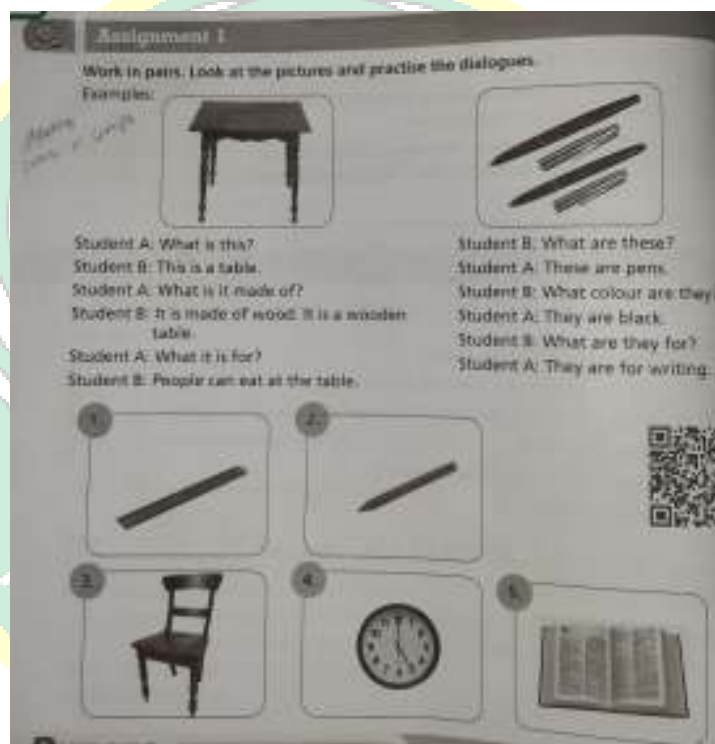 Assignment 1
Work in pairs. Look at the pictures and practise the dialogues.
Examples:
Student A: What is this?
Student B: This is a table.
Student A: What is it made of?
Student B: It is made of wood. It is a wooden
table.
Student A: What it is for?
Student B: People can eat at the table.
Student B: What are these?
Student A: These are pens.
Student B: What colour are they
Student A: They are black.
Student B: What are they for?
Student A: They are for writing.
1.
2.
3.
4.
5.